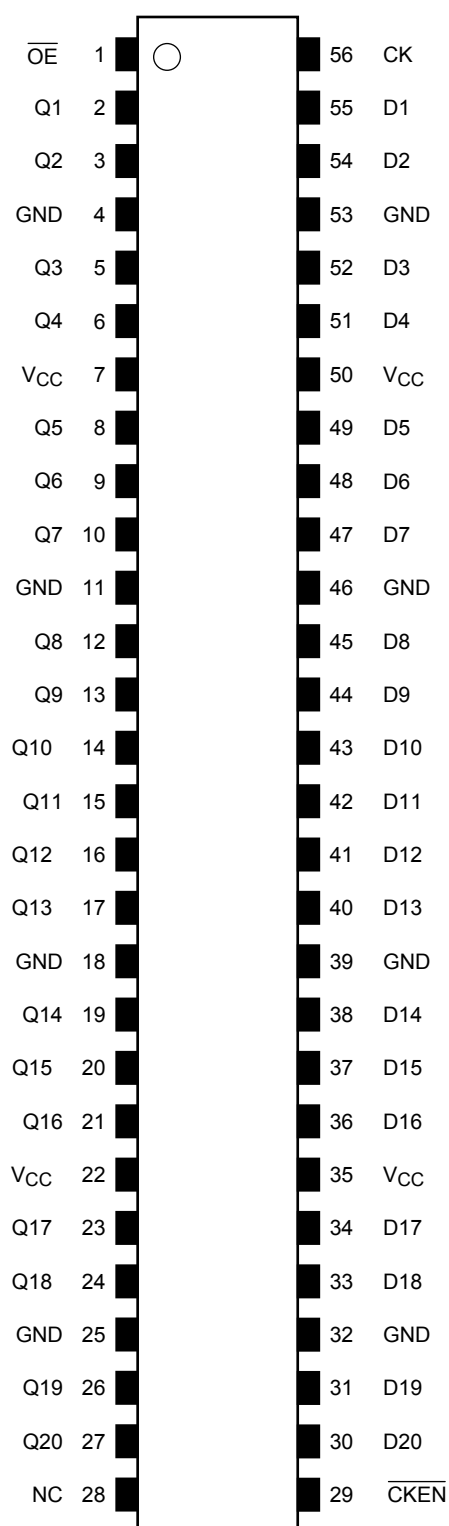 OE 1 56 CK
Q1 2 55 D1
Q2 3 54 D2
GND 4 53 GND
Q3 5 52 D3
Q4 6 51 D4
VCC 7 50 VCC
Q5 8 49 D5
Q6 9 48 D6
Q7 10 47 D7
GND 11 46 GND
Q8 12 45 D8
Q9 13 44 D9
Q10 14 43 D10
Q11 15 42 D11
Q12 16 41 D12
Q13 17 40 D13
GND 18 39 GND
Q14 19 38 D14
Q15 20 37 D15
Q16 21 36 D16
VCC 22 35 VCC
Q17 23 34 D17
Q18 24 33 D18
GND 25 32 GND
Q19 26 31 D19
Q20 27 30 D20
NC 28 29 CKEN